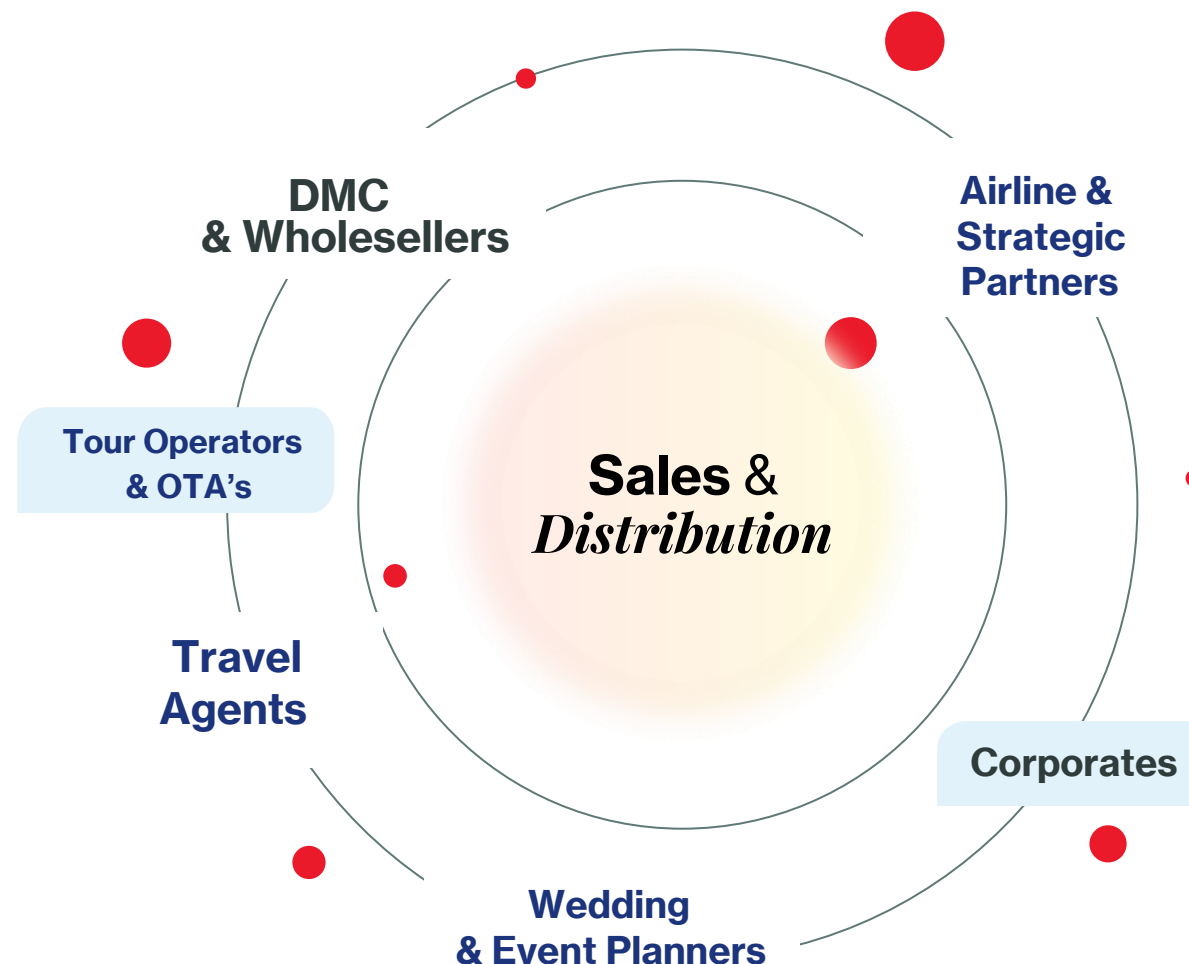 DMC
& Wholesellers
Airline &
Strategic
Partners
Tour Operators
& OTA’s
Sales &
Distribution
Travel
Agents
Corporates
Wedding
& Event Planners